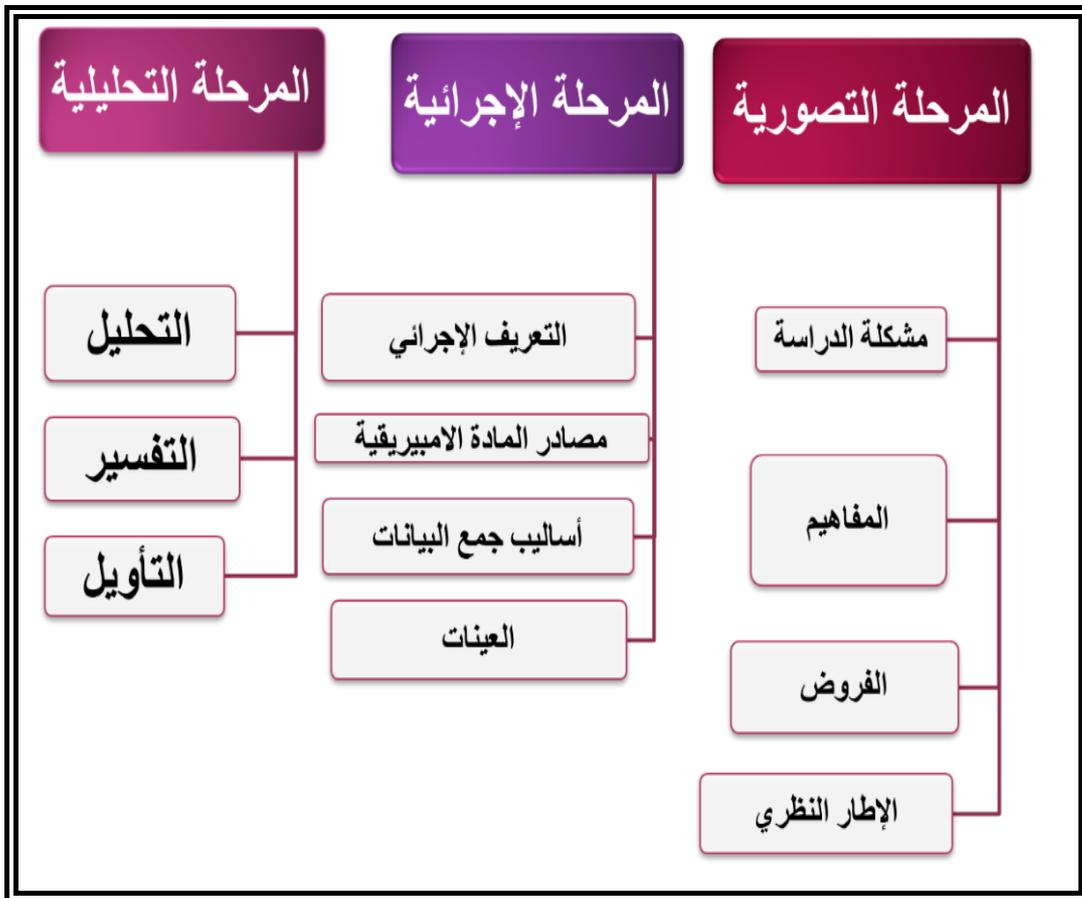 المرحلة التصورية
مشكلة الدراسة
المفاهيم
الفروض
الإطار النظري
المرحلة الإجرائية
التعريف الإجرائي
مصادر المادة الامبيريقية
أساليب جمع البيانات
العينات
المرحلة التحليلية
التحليل
التفسير
التأويل